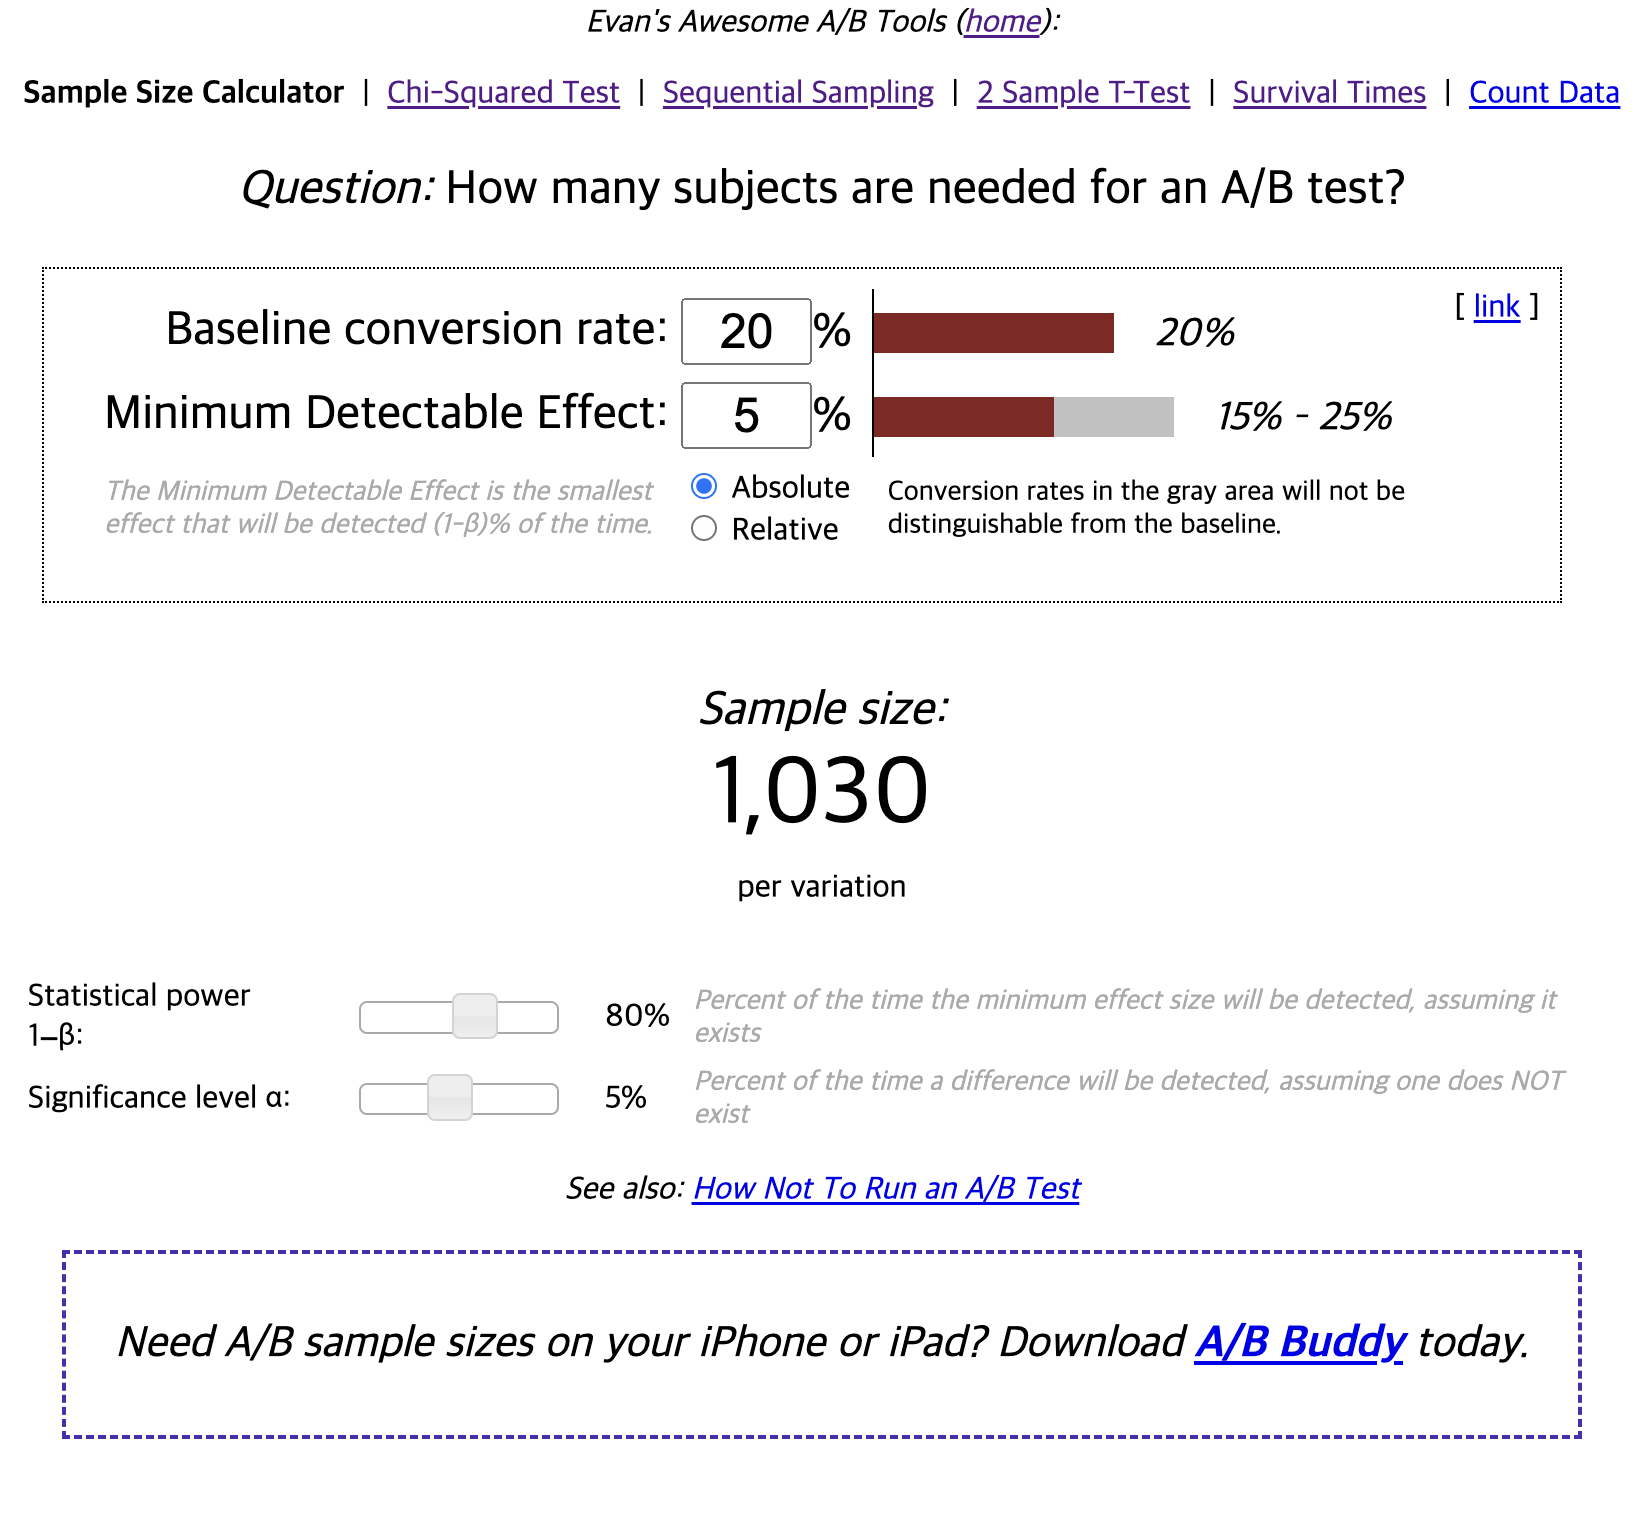 Evan's Awesome A/B Tools (home):
Sample Size Calculator | Chi-Squared Test | Sequential Sampling | 2 Sample T-Test | Survival Times | Count Data
Question: How many subjects are needed for an A/B test?
[ link ]
Baseline conversion rate: 20 % 20%
Minimum Detectable Effect: 5 % 15% - 25%
The Minimum Detectable Effect is the smallest
effect that will be detected (1-β)% of the time.
Absolute
Relative
Conversion rates in the gray area will not be
distinguishable from the baseline.
Sample size:
1,030
per variation
Statistical power
1–β:
80%
Percent of the time the minimum effect size will be detected, assuming it
exists
Significance level α:
5%
Percent of the time a difference will be detected, assuming one does NOT
exist
See also: How Not To Run an A/B Test
Need A/B sample sizes on your iPhone or iPad? Download A/B Buddy today.